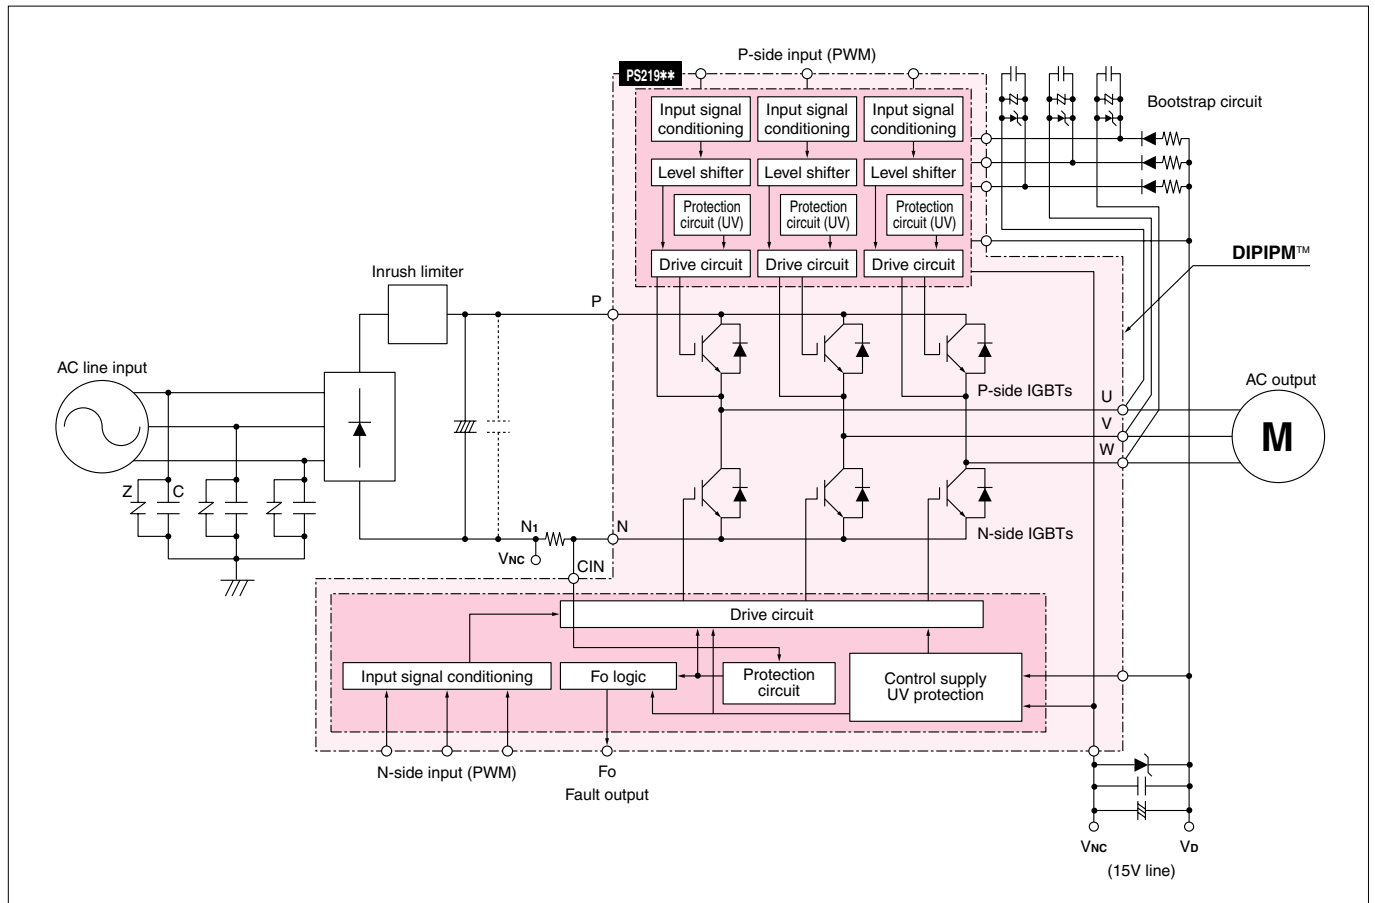 P-side input (PWM)
PS219**
Bootstrap circuit
Input signal
conditioning
Input signal
conditioning
Input signal
conditioning
Level shifter
Level shifter
Level shifter
Protection
circuit (UV)
Protection
circuit (UV)
Protection
circuit (UV)
Drive circuit
Drive circuit
Drive circuit
DIPIPM™
Inrush limiter
P
AC line input
P-side IGBTs
U
V
W
AC output
M
Z
C
N1
N
VNC
CIN
N-side IGBTs
Drive circuit
Input signal conditioning
Fo logic
Protection
circuit
Control supply
UV protection
N-side input (PWM)
Fo
Fault output
VNC
VD
(15V line)